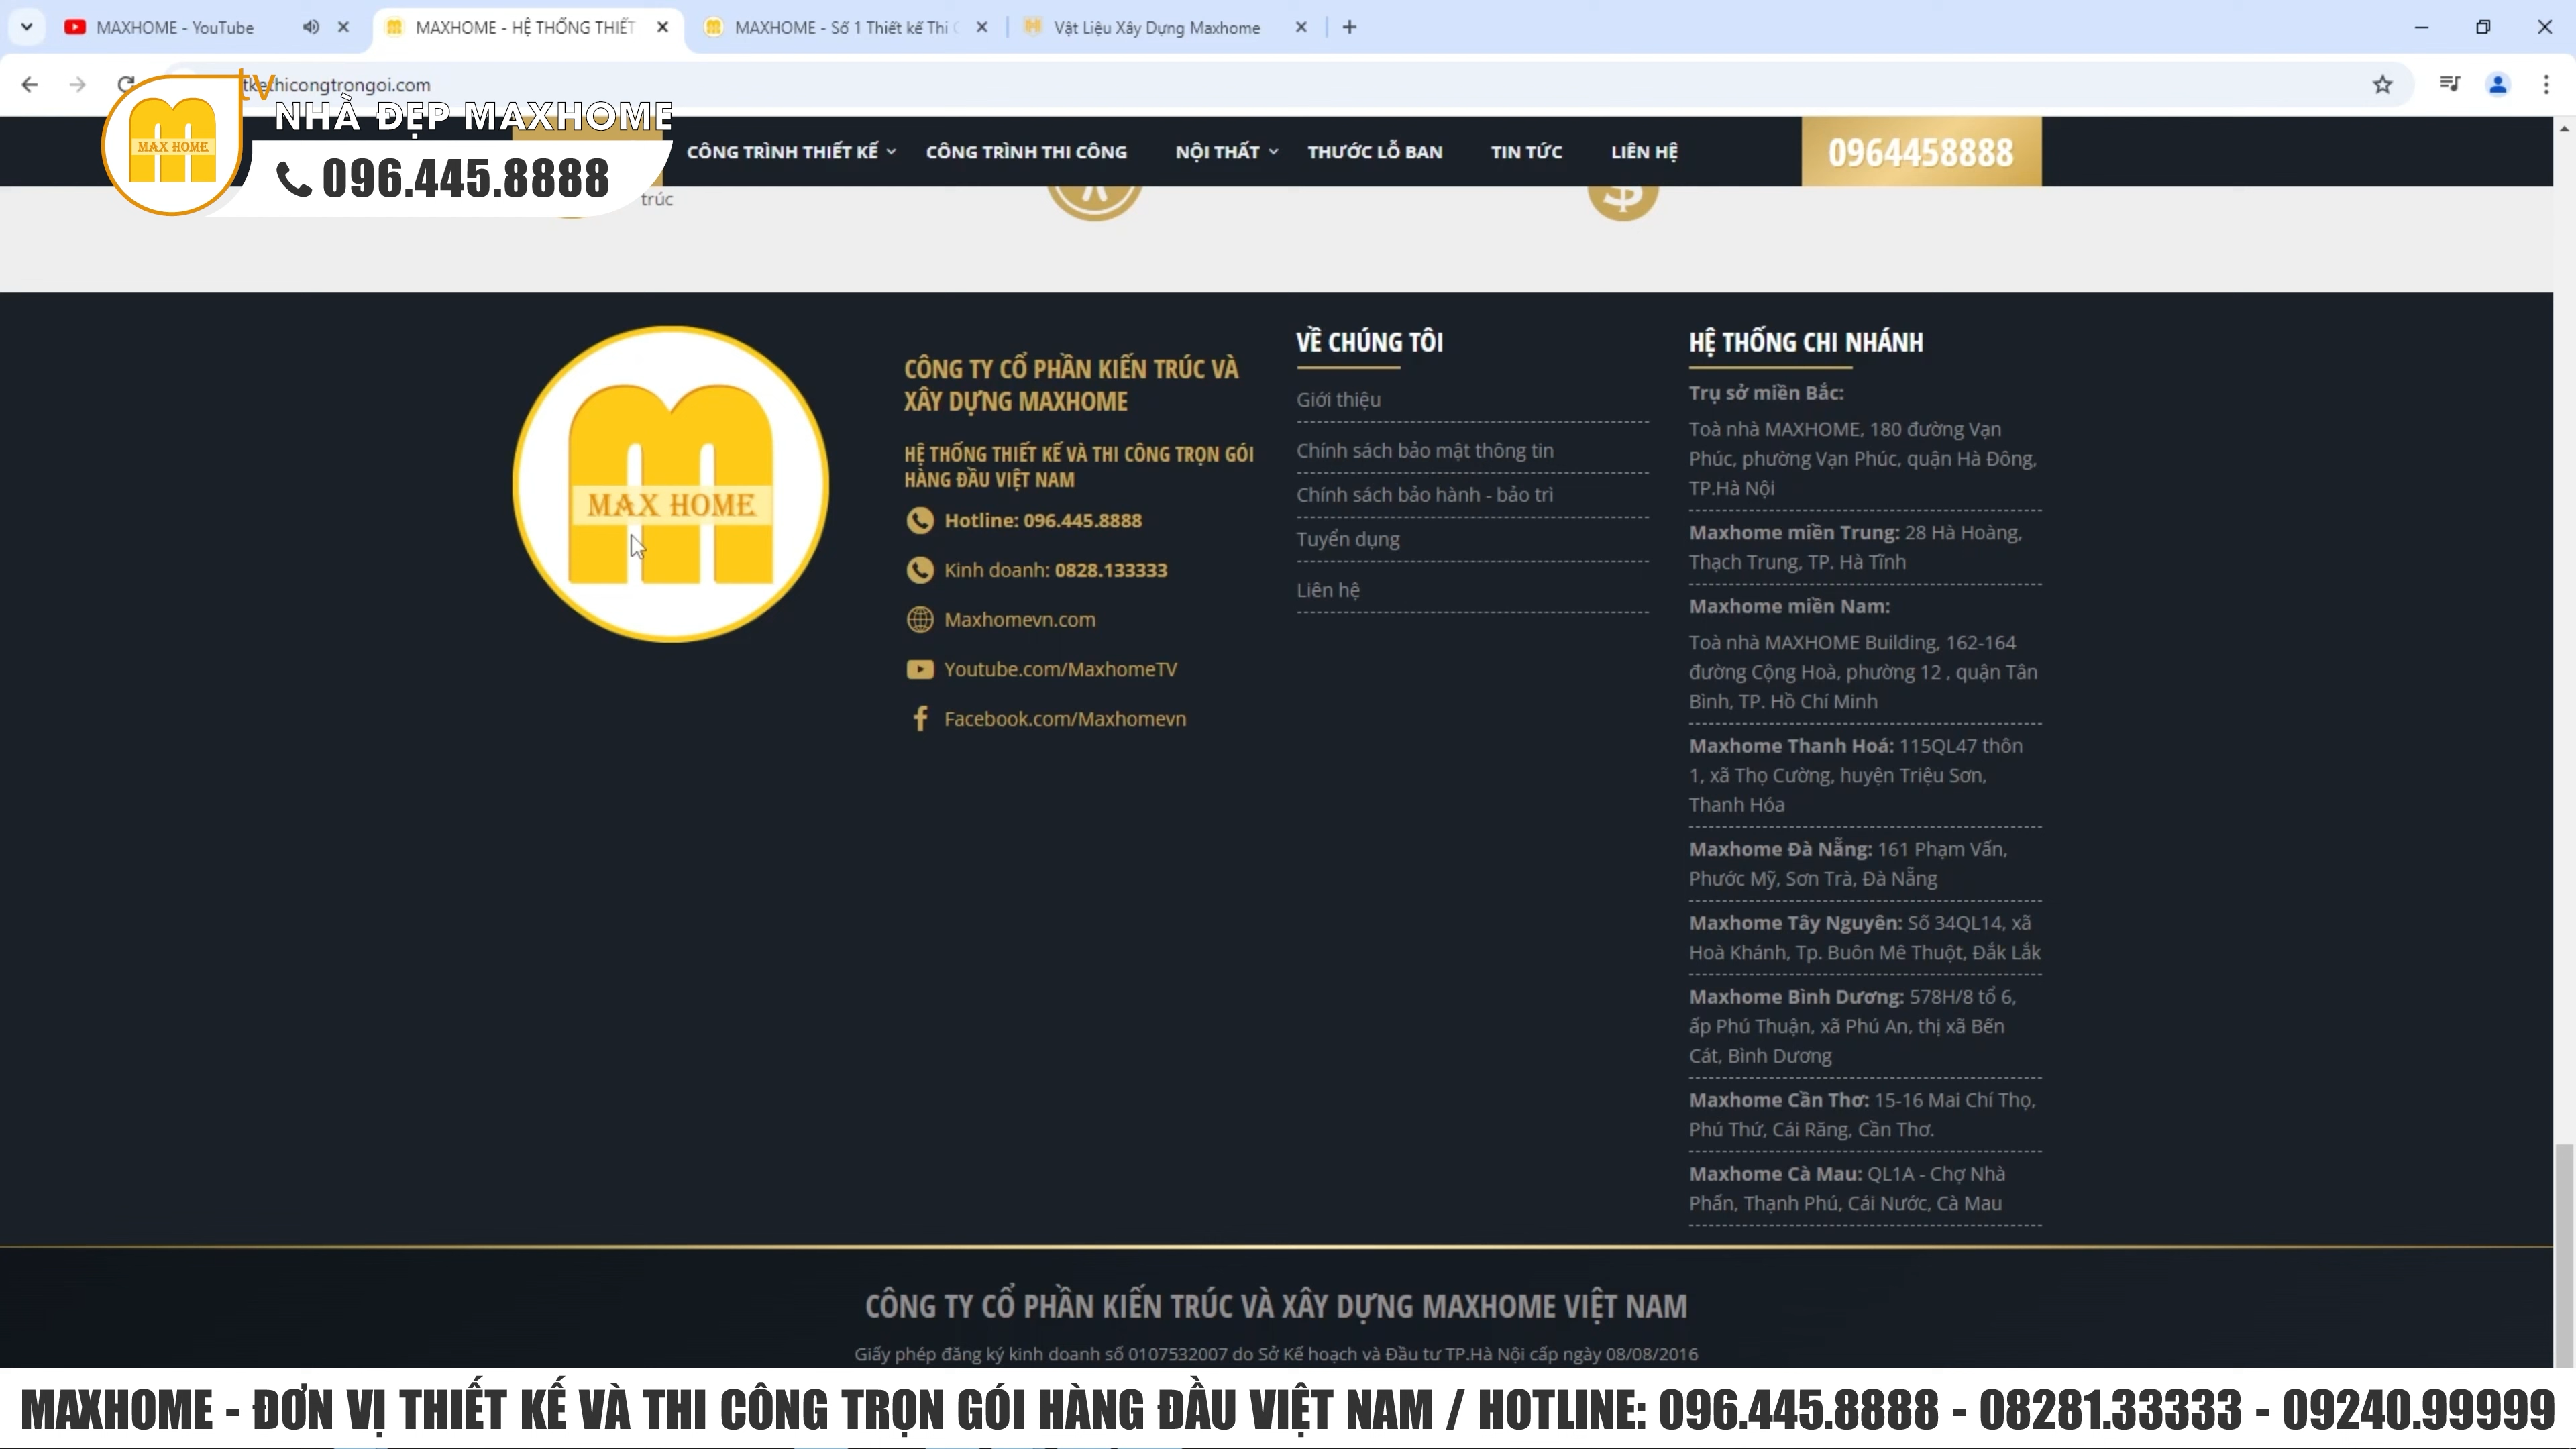 MAXHOME - YouTube
MAXHOME - HỆ THỐNG THIẾT
MAXHOME - Số 1 Thiết kế Thi
Vật Liệu Xây Dựng Maxhome
tkethicongtrongoi.com
tv
NHÀ ĐẸP MAXHOME
MAX HOME
096.445.8888
CÔNG TRÌNH THIẾT KẾ
CÔNG TRÌNH THI CÔNG
NỘI THẤT
THƯỚC LỖ BAN
TIN TỨC
LIÊN HỆ
0964458888
trúc
MAX HOME
CÔNG TY CỔ PHẦN KIẾN TRÚC VÀ
XÂY DỰNG MAXHOME
HỆ THỐNG THIẾT KẾ VÀ THI CÔNG TRỌN GÓI
HÀNG ĐẦU VIỆT NAM
Hotline: 096.445.8888
Kinh doanh: 0828.133333
Maxhomevn.com
Youtube.com/MaxhomeTV
Facebook.com/Maxhomevn
VỀ CHÚNG TÔI
Giới thiệu
Chính sách bảo mật thông tin
Chính sách bảo hành - bảo trì
Tuyển dụng
Liên hệ
HỆ THỐNG CHI NHÁNH
Trụ sở miền Bắc:
Toà nhà MAXHOME, 180 đường Vạn
Phúc, phường Vạn Phúc, quận Hà Đông,
TP.Hà Nội
Maxhome miền Trung: 28 Hà Hoàng,
Thạch Trung, TP. Hà Tĩnh
Maxhome miền Nam:
Toà nhà MAXHOME Building, 162-164
đường Cộng Hoà, phường 12 , quận Tân
Bình, TP. Hồ Chí Minh
Maxhome Thanh Hoá: 115QL47 thôn
1, xã Thọ Cường, huyện Triệu Sơn,
Thanh Hóa
Maxhome Đà Nẵng: 161 Phạm Vấn,
Phước Mỹ, Sơn Trà, Đà Nẵng
Maxhome Tây Nguyên: Số 34QL14, xã
Hoà Khánh, Tp. Buôn Mê Thuột, Đắk Lắk
Maxhome Bình Dương: 578H/8 tổ 6,
ấp Phú Thuận, xã Phú An, thị xã Bến
Cát, Bình Dương
Maxhome Cần Thơ: 15-16 Mai Chí Thọ,
Phú Thứ, Cái Răng, Cần Thơ.
Maxhome Cà Mau: QL1A - Chợ Nhà
Phấn, Thạnh Phú, Cái Nước, Cà Mau
CÔNG TY CỔ PHẦN KIẾN TRÚC VÀ XÂY DỰNG MAXHOME VIỆT NAM
Giấy phép đăng ký kinh doanh số 0107532007 do Sở Kế hoạch và Đầu tư TP.Hà Nội cấp ngày 08/08/2016
MAXHOME - ĐƠN VỊ THIẾT KẾ VÀ THI CÔNG TRỌN GÓI HÀNG ĐẦU VIỆT NAM / HOTLINE: 096.445.8888 - 08281.33333 - 09240.99999